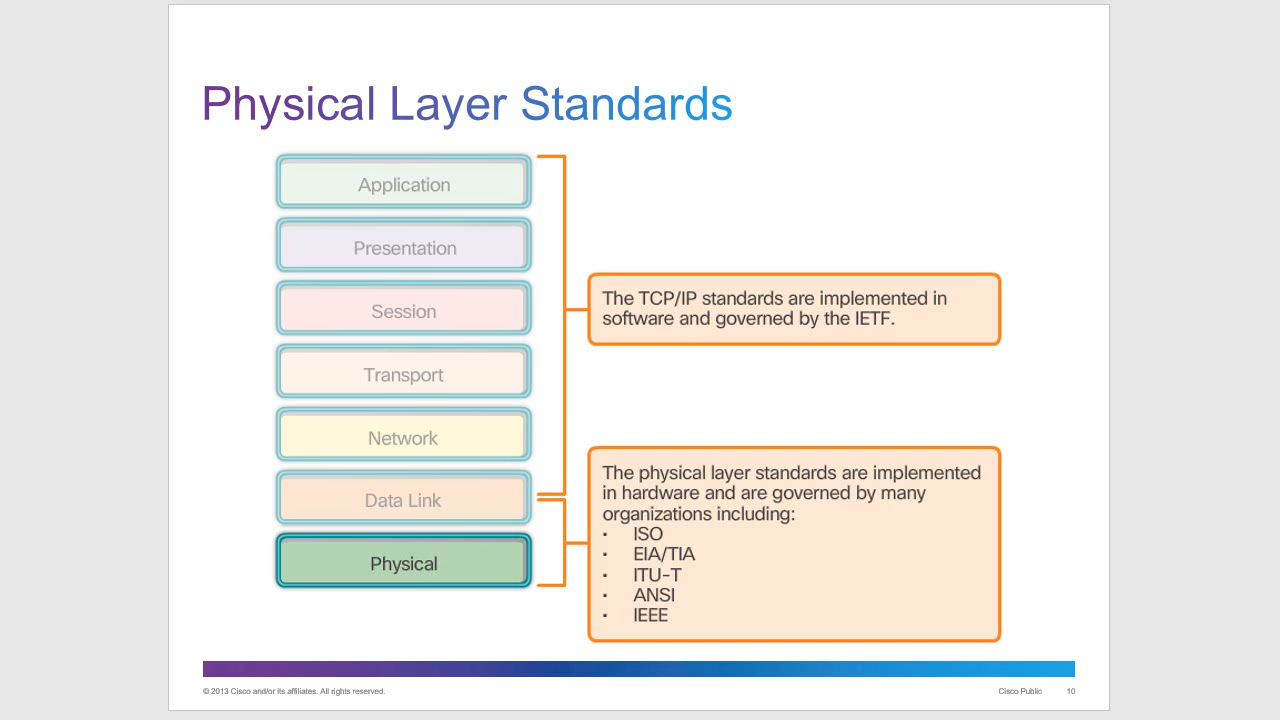 Physical Layer Standards
Application
Presentation
Session
Transport
Network
Data Link
Physical
The TCP/IP standards are implemented in
software and governed by the IETF.
The physical layer standards are implemented
in hardware and are governed by many
organizations including:
▪ ISO
▪ EIA/TIA
▪ ITU-T
▪ ANSI
▪ IEEE
© 2013 Cisco and/or its affiliates. All rights reserved.
Cisco Public 10